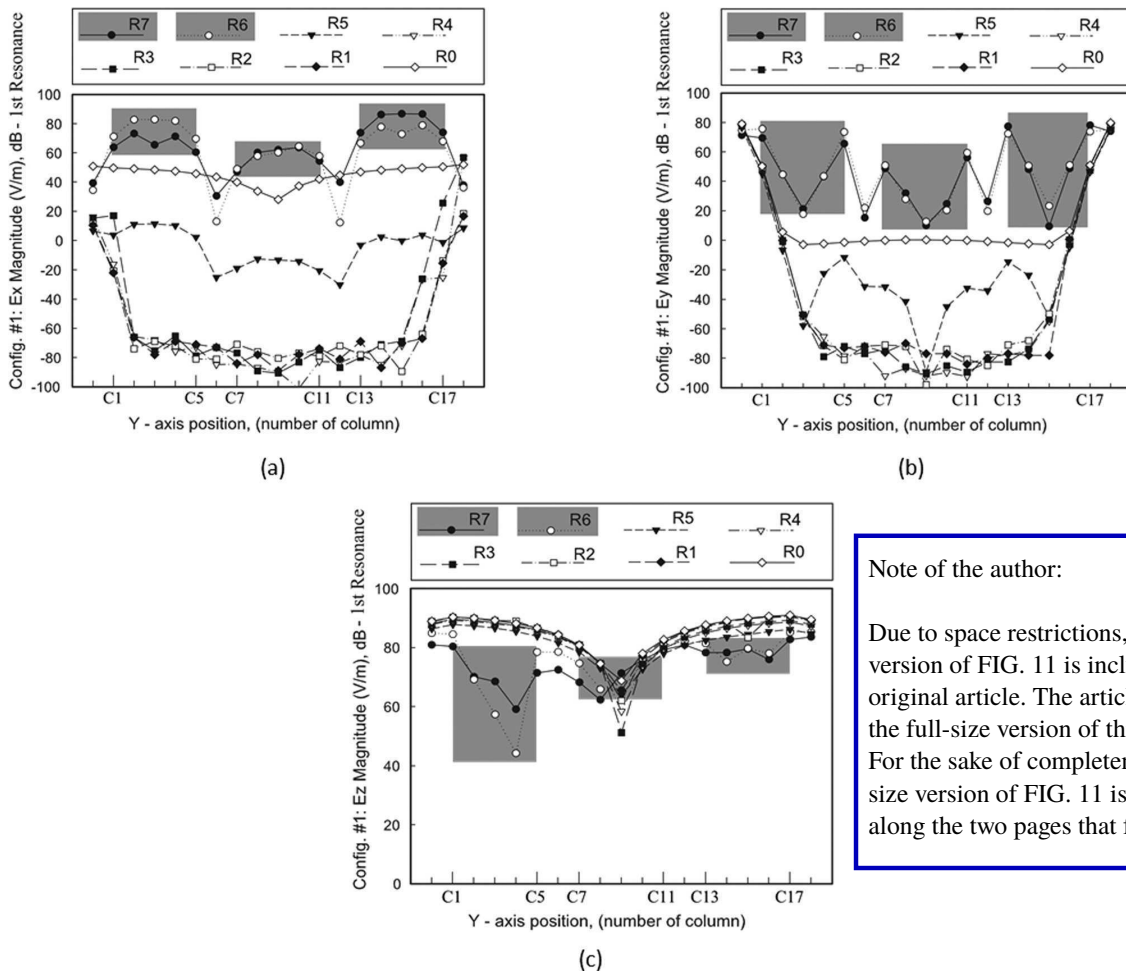 R7 R6 R5 R4
R3 R2 R1 R0
Config. #1: Ex Magnitude (V/m), dB - 1st Resonance
100
80
60
40
20
0
-20
-40
-60
-80
-100
C1 C5 C7 C11 C13 C17
Y - axis position, (number of column)
(a)
R7 R6 R5 R4
R3 R2 R1 R0
Config. #1: Ey Magnitude (V/m), dB - 1st Resonance
100
80
60
40
20
0
-20
-40
-60
-80
-100
C1 C5 C7 C11 C13 C17
Y - axis position, (number of column)
(b)
R7 R6 R5 R4
R3 R2 R1 R0
Config. #1: Ez Magnitude (V/m), dB - 1st Resonance
100
80
60
40
20
0
C1 C5 C7 C11 C13 C17
Y - axis position, (number of column)
(c)
Note of the author:
Due to space restrictions,
version of FIG. 11 is inclu
original article. The artic
the full-size version of th
For the sake of completer
size version of FIG. 11 is
along the two pages that f